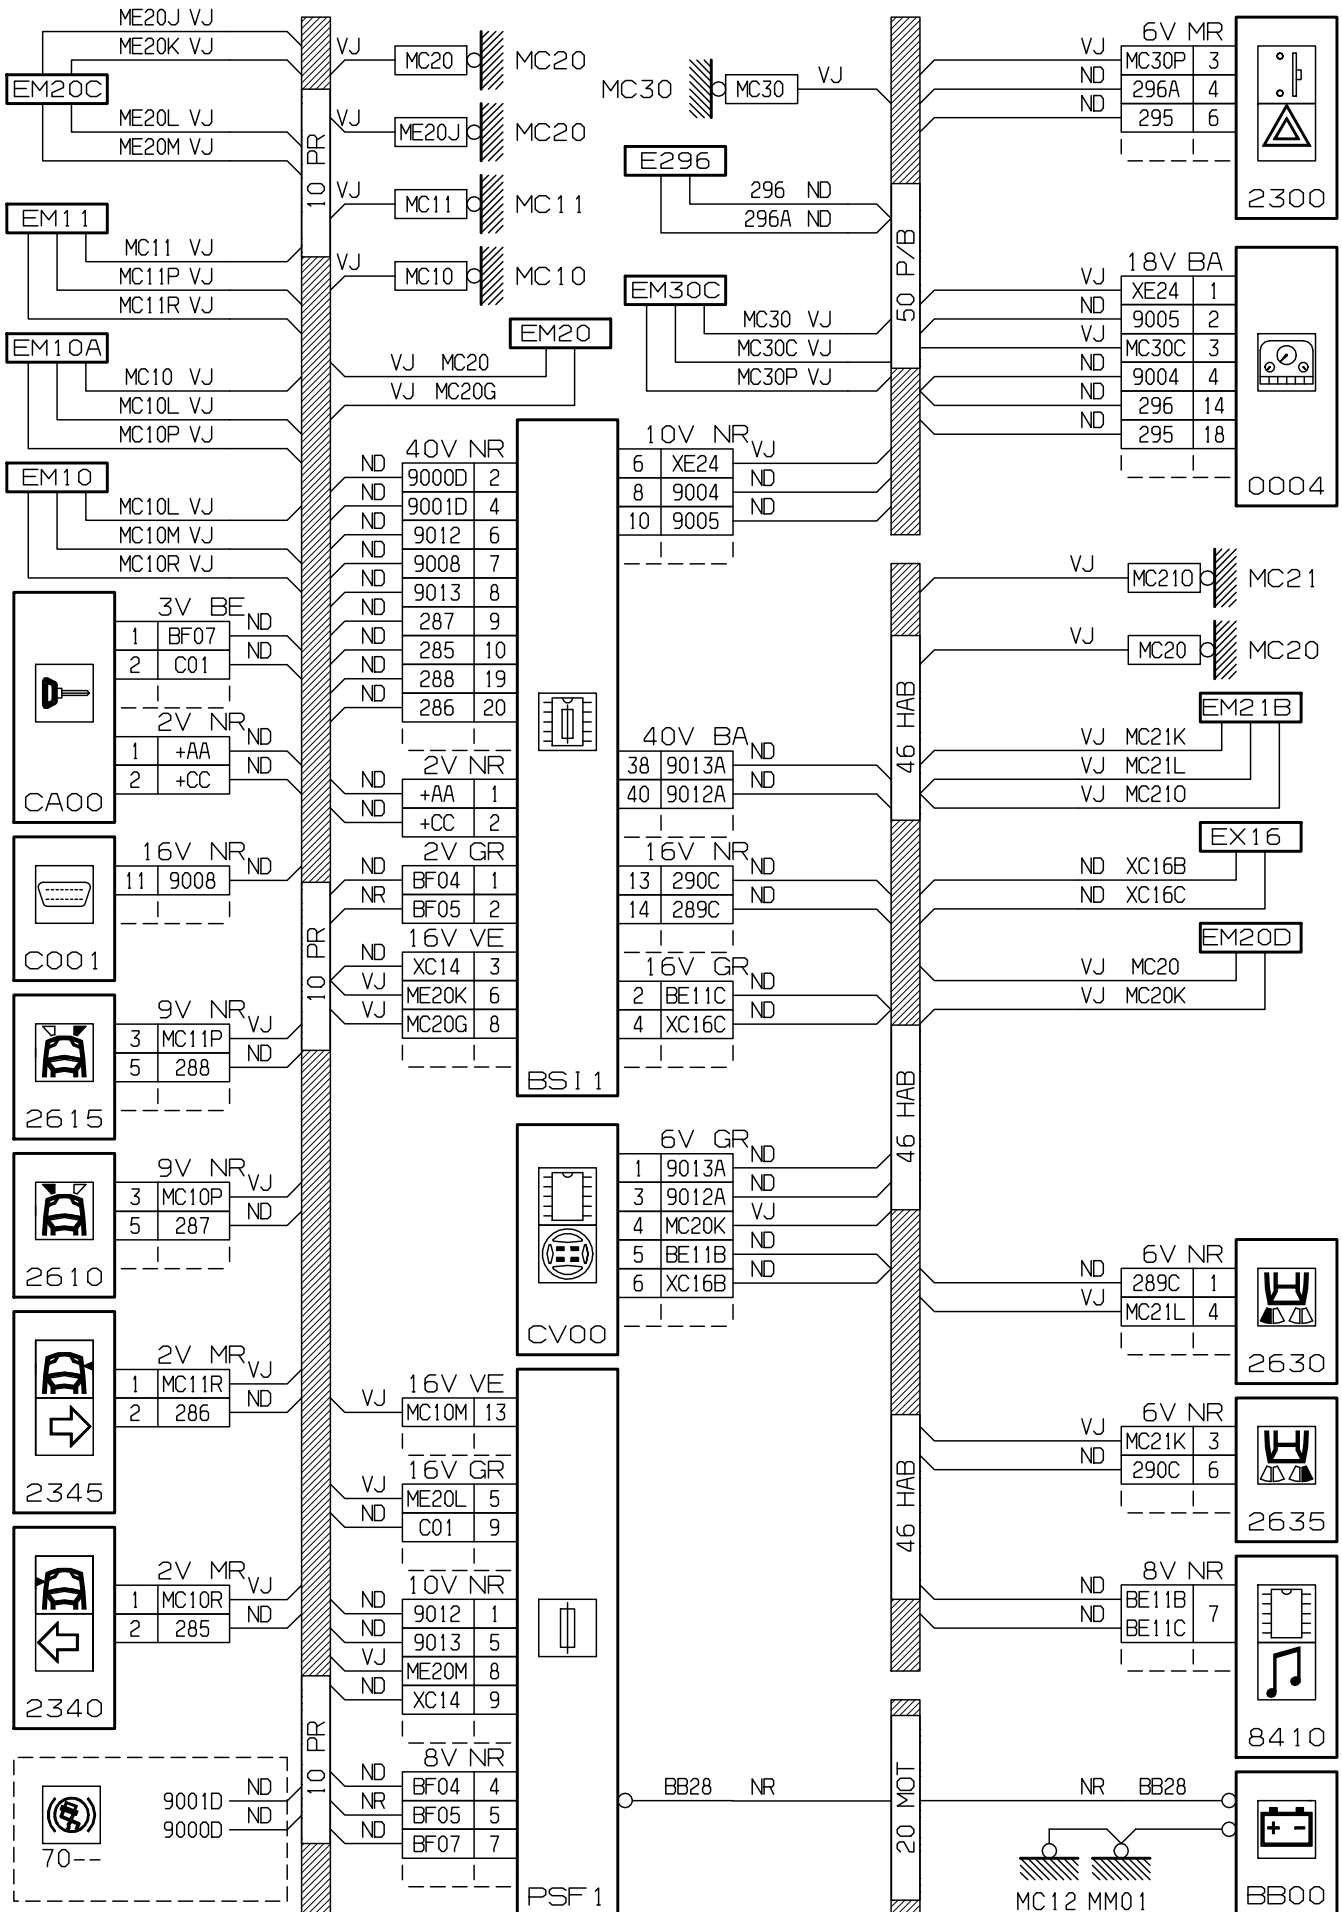 ME20J VJ
ME20K VJ
EM20C
ME20L VJ
ME20M VJ
EM11
MC11 VJ
MC11P VJ
MC11R VJ
EM10A
MC10 VJ
MC10L VJ
MC10P VJ
EM10
MC10L VJ
MC10M VJ
MC10R VJ
3V BE
1 BF07 ND
2 C01 ND
2V NR
1 +AA ND
2 +CC ND
CA00
16V NR
11 9008 ND
C001
9V NR
3 MC11P VJ
5 288 ND
2615
9V NR
3 MC10P VJ
5 287 ND
2610
2V MR
1 MC11R VJ
2 286 ND
2345
2V MR
1 MC10R VJ
2 285 ND
2340
9001D ND
9000D ND
70--
10 PR
10 PR
10 PR
VJ MC20 MC20
VJ ME20J MC20
VJ MC11 MC11
VJ MC10 MC10
EM20
VJ MC20
VJ MC20G
40V NR
ND 9000D 2
ND 9001D 4
ND 9012 6
ND 9008 7
ND 9013 8
ND 287 9
ND 285 10
ND 288 19
ND 286 20
2V NR
ND +AA 1
ND +CC 2
2V GR
ND BF04 1
NR BF05 2
16V VE
ND XC14 3
VJ ME20K 6
VJ MC20G 8
10V NR
6 XE24 VJ
8 9004 ND
10 9005 ND
40V BA
38 9013A ND
40 9012A ND
16V NR
13 290C ND
14 289C ND
16V GR
2 BE11C ND
4 XC16C ND
BSI1
6V GR
1 9013A ND
3 9012A ND
4 MC20K VJ
5 BE11B ND
6 XC16B ND
CV00
16V VE
VJ MC10M 13
16V GR
VJ ME20L 5
ND C01 9
10V NR
ND 9012 1
ND 9013 5
VJ ME20M 8
ND XC14 9
8V NR
ND BF04 4
NR BF05 5
ND BF07 7
PSF1
BB28 NR
MC30 MC30 VJ
E296
296 ND
296A ND
EM30C
MC30 VJ
MC30C VJ
MC30P VJ
50 P/B
46 HAB
46 HAB
46 HAB
20 MOT
6V MR
VJ MC30P 3
ND 296A 4
ND 295 6
2300
18V BA
VJ XE24 1
ND 9005 2
VJ MC30C 3
ND 9004 4
ND 296 14
ND 295 18
0004
VJ MC210 MC21
VJ MC20 MC20
EM21B
VJ MC21K
VJ MC21L
VJ MC210
EX16
ND XC16B
ND XC16C
EM20D
VJ MC20
VJ MC20K
6V NR
ND 289C 1
VJ MC21L 4
2630
6V NR
VJ MC21K 3
ND 290C 6
2635
8V NR
ND BE11B 7
ND BE11C
8410
NR BB28
+ -
MC12 MM01
BB00